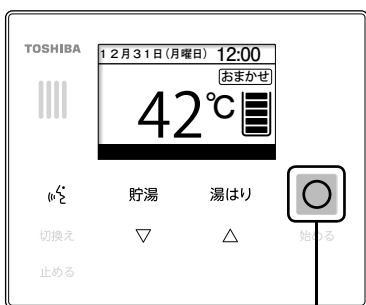 TOSHIBA
12月31日(月曜日) 12:00
おまかせ
42℃
貯湯 湯はり
切換え ▽ △ 始める
止める